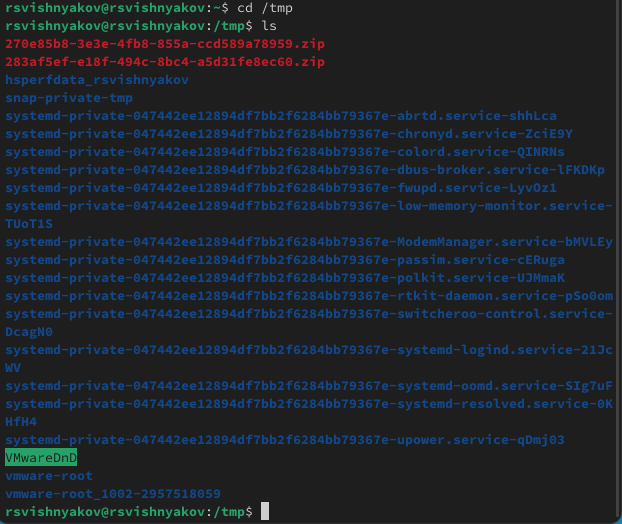 rsvishnyakov@rsvishnyakov:~$ cd /tmp
rsvishnyakov@rsvishnyakov:/tmp$ ls
270e85b8-3e3e-4fb8-855a-ccd589a78959.zip
283af5ef-e18f-494c-8bc4-a5d31fe8ec60.zip
hsperfdata_rsvishnyakov
snap-private-tmp
systemd-private-047442ee12894df7bb2f6284bb79367e-abrtd.service-shhLca
systemd-private-047442ee12894df7bb2f6284bb79367e-chronyd.service-ZciE9Y
systemd-private-047442ee12894df7bb2f6284bb79367e-colord.service-QINRNs
systemd-private-047442ee12894df7bb2f6284bb79367e-dbus-broker.service-lFKDKp
systemd-private-047442ee12894df7bb2f6284bb79367e-fwupd.service-LyvOz1
systemd-private-047442ee12894df7bb2f6284bb79367e-low-memory-monitor.service-
TUoT1S
systemd-private-047442ee12894df7bb2f6284bb79367e-ModemManager.service-bMVLEy
systemd-private-047442ee12894df7bb2f6284bb79367e-passim.service-cERuga
systemd-private-047442ee12894df7bb2f6284bb79367e-polkit.service-UJMmaK
systemd-private-047442ee12894df7bb2f6284bb79367e-rtkit-daemon.service-pSo0om
systemd-private-047442ee12894df7bb2f6284bb79367e-switcheroo-control.service-
DcagN0
systemd-private-047442ee12894df7bb2f6284bb79367e-systemd-logind.service-21Jc
WV
systemd-private-047442ee12894df7bb2f6284bb79367e-systemd-oomd.service-SIg7uF
systemd-private-047442ee12894df7bb2f6284bb79367e-systemd-resolved.service-0K
HfH4
systemd-private-047442ee12894df7bb2f6284bb79367e-upower.service-qDmj03
VMwareDnD
vmware-root
vmware-root_1002-2957518059
rsvishnyakov@rsvishnyakov:/tmp$